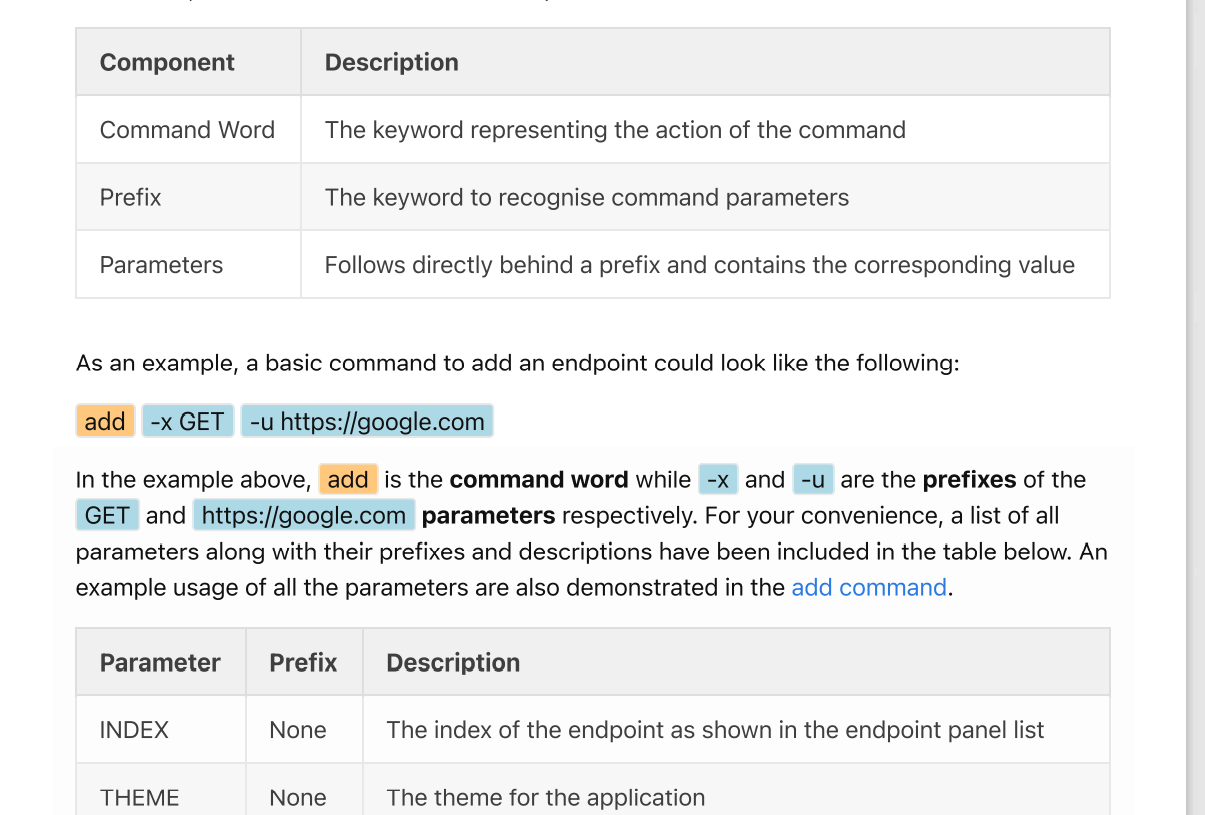 Component Description
Command Word The keyword representing the action of the command
Prefix The keyword to recognise command parameters
Parameters Follows directly behind a prefix and contains the corresponding value
As an example, a basic command to add an endpoint could look like the following:
add -x GET -u https://google.com
In the example above, add is the command word while -x and -u are the prefixes of the
GET and https://google.com parameters respectively. For your convenience, a list of all
parameters along with their prefixes and descriptions have been included in the table below. An
example usage of all the parameters are also demonstrated in the add command.
Parameter Prefix Description
INDEX None The index of the endpoint as shown in the endpoint panel list
THEME None The theme for the application